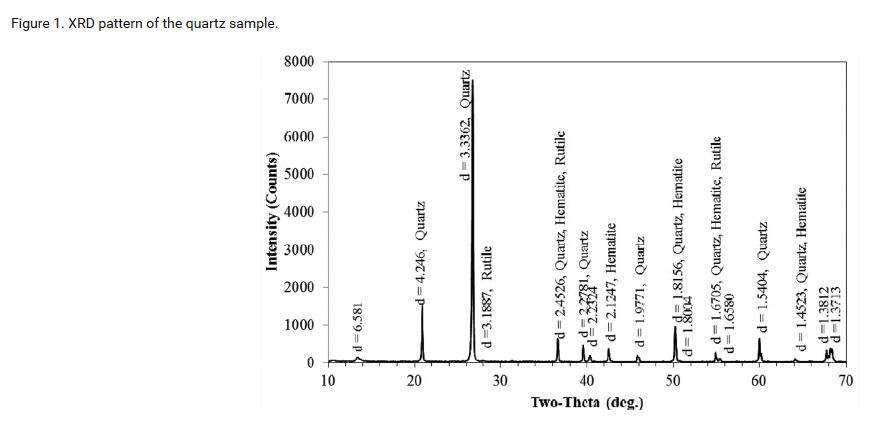 Figure 1. XRD pattern of the quartz sample.
Intensity (Counts)
8000
7000
6000
5000
4000
3000
2000
1000
0
d = 6.581
d = 4.246, Quartz
d = 3.3362, Quartz
d=3.1887, Rutile
d = 2.4526, Quartz, Hematite, Rutile
d = 2.2781, Quartz
d = 2.2324
d = 2.1247, Hematite
d = 1.9771, Quartz
d = 1.8156, Quartz, Hematite
d = 1.8004
d = 1.6705, Quartz, Hematite, Rutile
d = 1.6580
d = 1.5404, Quartz
d = 1.4523, Quartz, Hematite
d=1.3812
d=1.3713
10 20 30 40 50 60 70
Two-Theta (deg.)